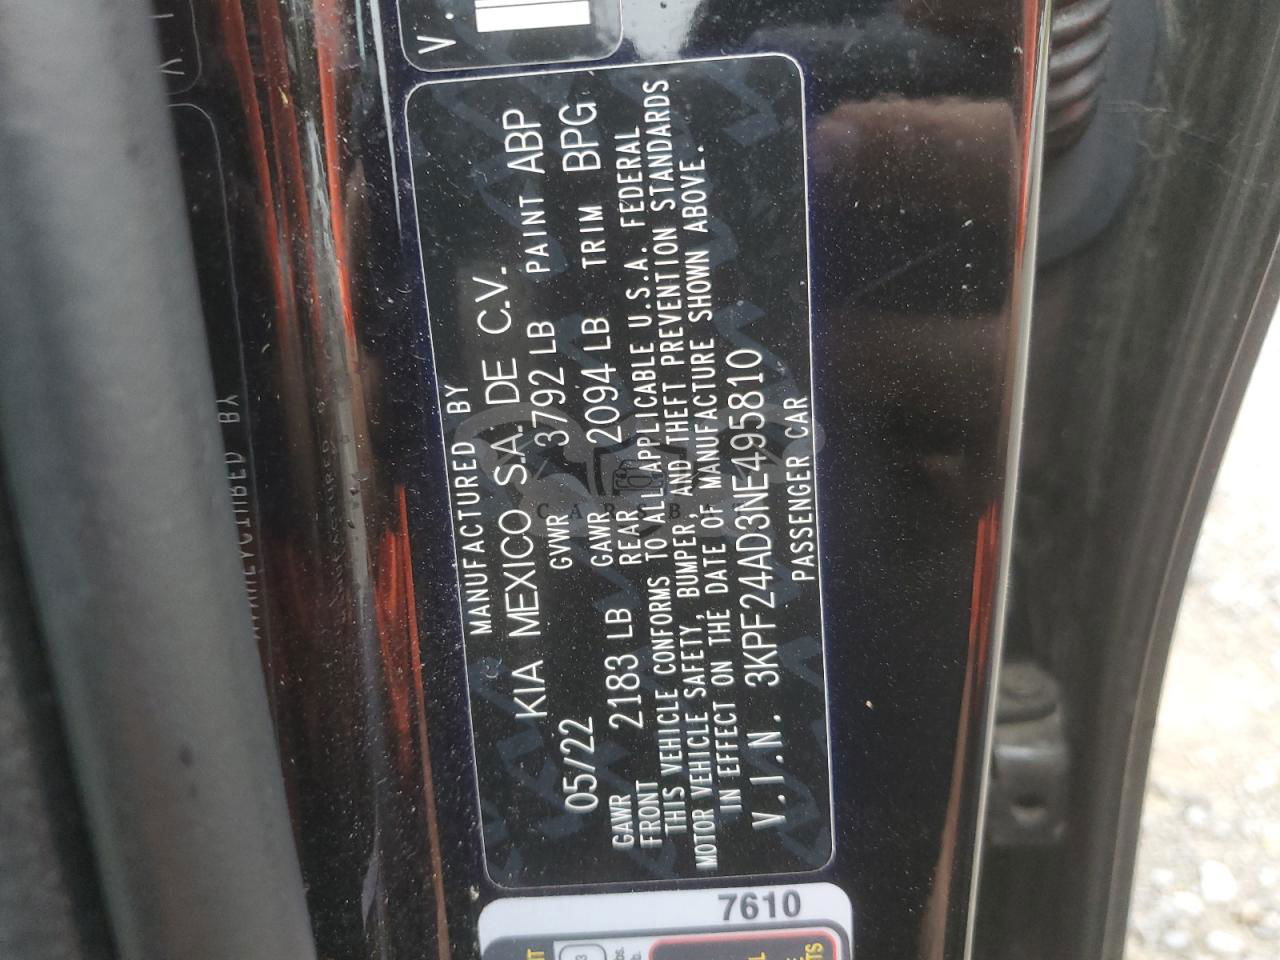 MANUFACTURED BY
KIA MEXICO S.A. DE C.V.
05/22 GVWR 3792 LB PAINT ABP
GAWR FRONT 2183 LB GAWR REAR 2094 LB TRIM BPG
THIS VEHICLE CONFORMS TO ALL APPLICABLE U.S.A. FEDERAL
MOTOR VEHICLE SAFETY, BUMPER, AND THEFT PREVENTION STANDARDS
IN EFFECT ON THE DATE OF MANUFACTURE SHOWN ABOVE.
V.I.N. 3KPF24AD3NE495810
PASSENGER CAR
7610